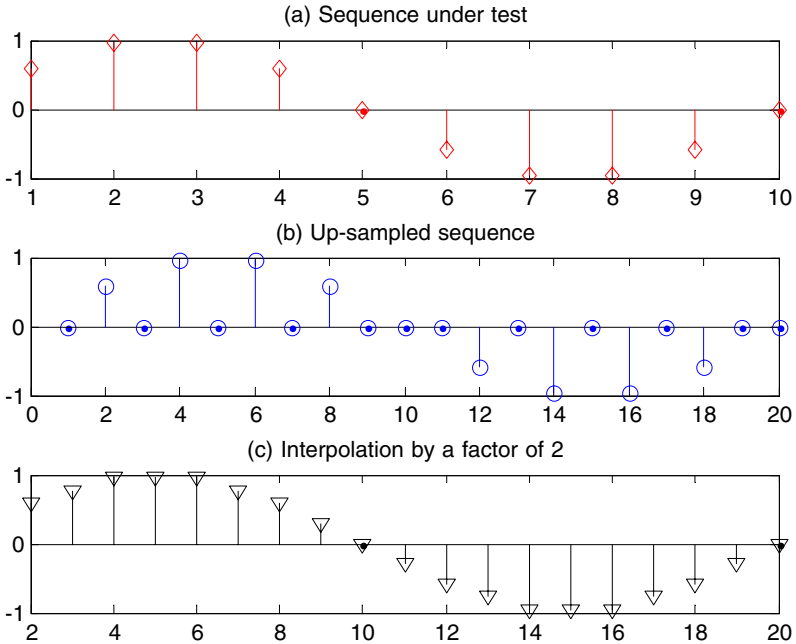 (a) Sequence under test
1
0
-1
1 2 3 4 5 6 7 8 9 10
(b) Up-sampled sequence
1
0
-1
0 2 4 6 8 10 12 14 16 18 20
(c) Interpolation by a factor of 2
1
0
-1
2 4 6 8 10 12 14 16 18 20